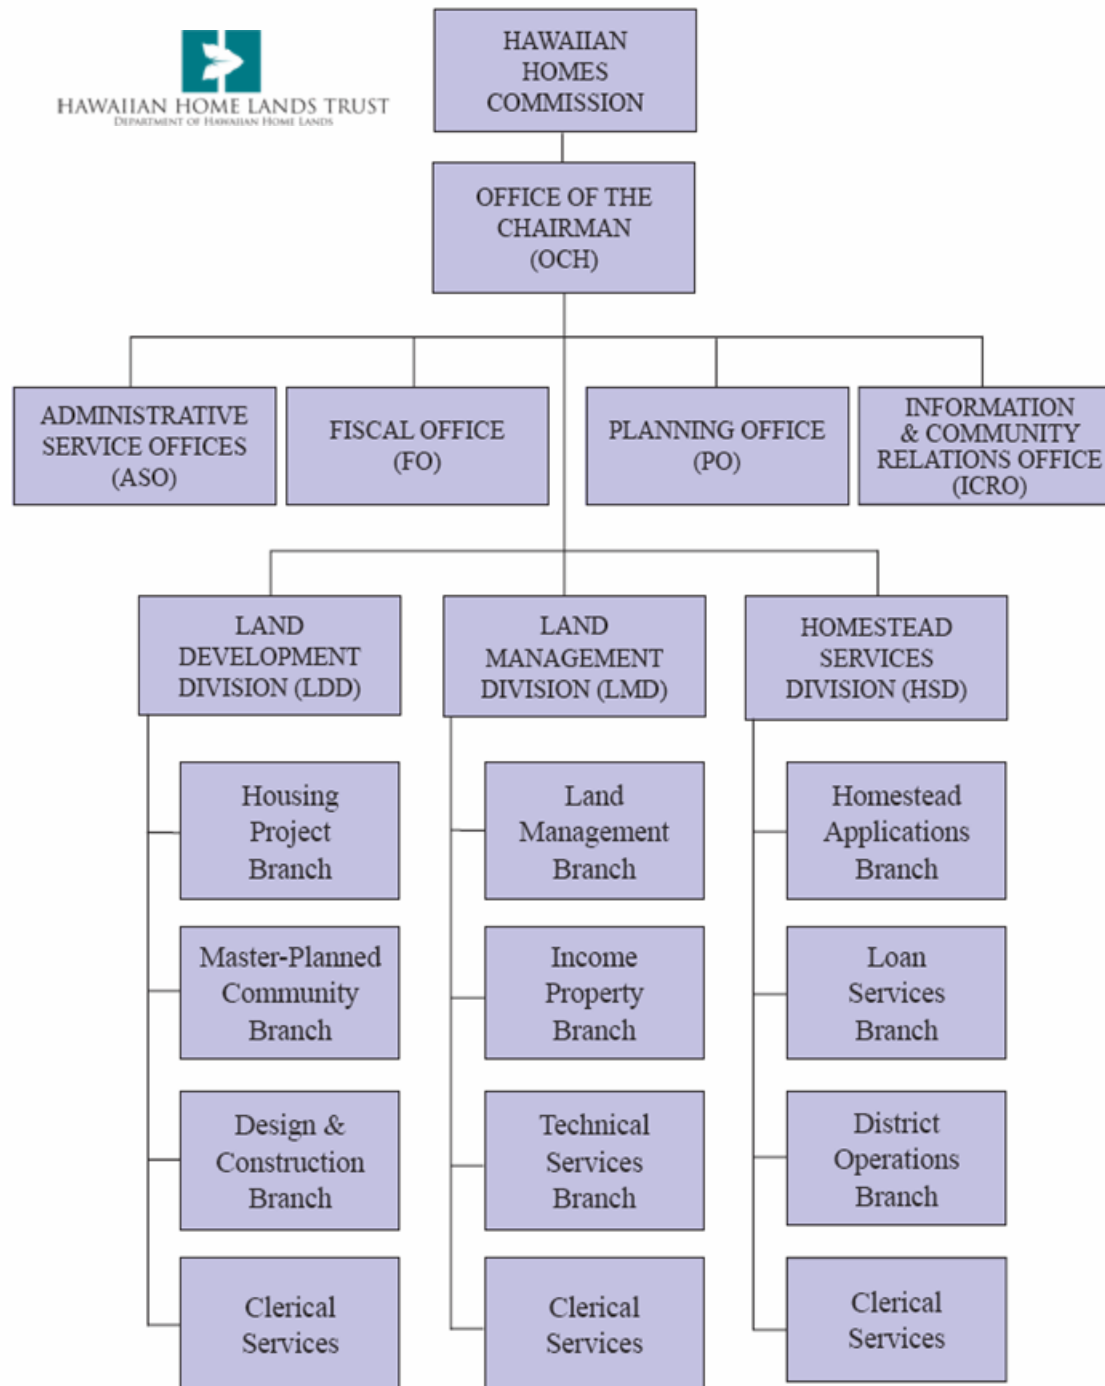 HAWAIIAN HOME LANDS TRUST
DEPARTMENT OF HAWAIIAN HOME LANDS
HAWAIIAN
HOMES
COMMISSION
OFFICE OF THE
CHAIRMAN
(OCH)
ADMINISTRATIVE
SERVICE OFFICES
(ASO)
FISCAL OFFICE
(FO)
PLANNING OFFICE
(PO)
INFORMATION
& COMMUNITY
RELATIONS OFFICE
(ICRO)
LAND
DEVELOPMENT
DIVISION (LDD)
LAND
MANAGEMENT
DIVISION (LMD)
HOMESTEAD
SERVICES
DIVISION (HSD)
Housing
Project
Branch
Land
Management
Branch
Homestead
Applications
Branch
Master-Planned
Community
Branch
Income
Property
Branch
Loan
Services
Branch
Design &
Construction
Branch
Technical
Services
Branch
District
Operations
Branch
Clerical
Services
Clerical
Services
Clerical
Services